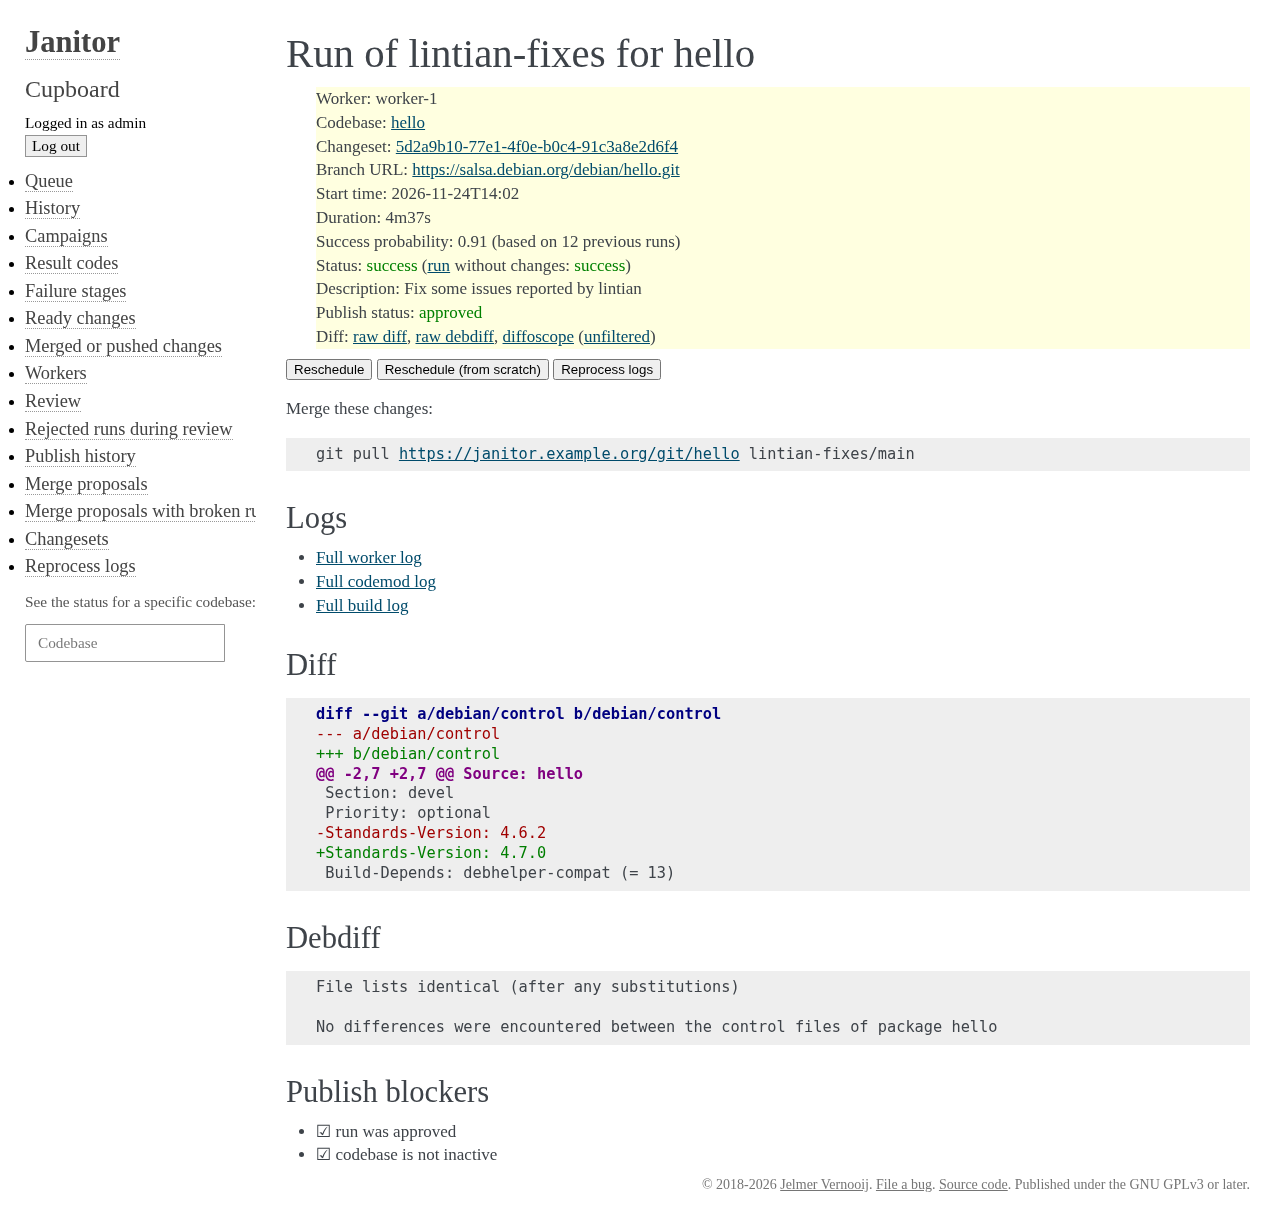 Janitor
Cupboard
Logged in as admin
Log out
Queue
History
Campaigns
Result codes
Failure stages
Ready changes
Merged or pushed changes
Workers
Review
Rejected runs during review
Publish history
Merge proposals
Merge proposals with broken
Changesets
Reprocess logs
See the status for a specific codebase:
Codebase
Run of lintian-fixes for hello
Worker: worker-1
Codebase: hello
Changeset: 5d2a9b10-77e1-4f0e-b0c4-91c3a8e2d6f4
Branch URL: https://salsa.debian.org/debian/hello.git
Start time: 2026-11-24T14:02
Duration: 4m37s
Success probability: 0.91 (based on 12 previous runs)
Status: success (run without changes: success)
Description: Fix some issues reported by lintian
Publish status: approved
Diff: raw diff, raw debdiff, diffoscope (unfiltered)
Reschedule Reschedule (from scratch) Reprocess logs
Merge these changes:
git pull https://janitor.example.org/git/hello lintian-fixes/main
Logs
Full worker log
Full codemod log
Full build log
Diff
diff --git a/debian/control b/debian/control
--- a/debian/control
+++ b/debian/control
@@ -2,7 +2,7 @@ Source: hello
Section: devel
Priority: optional
-Standards-Version: 4.6.2
+Standards-Version: 4.7.0
Build-Depends: debhelper-compat (= 13)
Debdiff
File lists identical (after any substitutions)
No differences were encountered between the control files of package hello
Publish blockers
☑ run was approved
☑ codebase is not inactive
© 2018-2026 Jelmer Vernooij. File a bug. Source code. Published under the GNU GPLv3 or later.